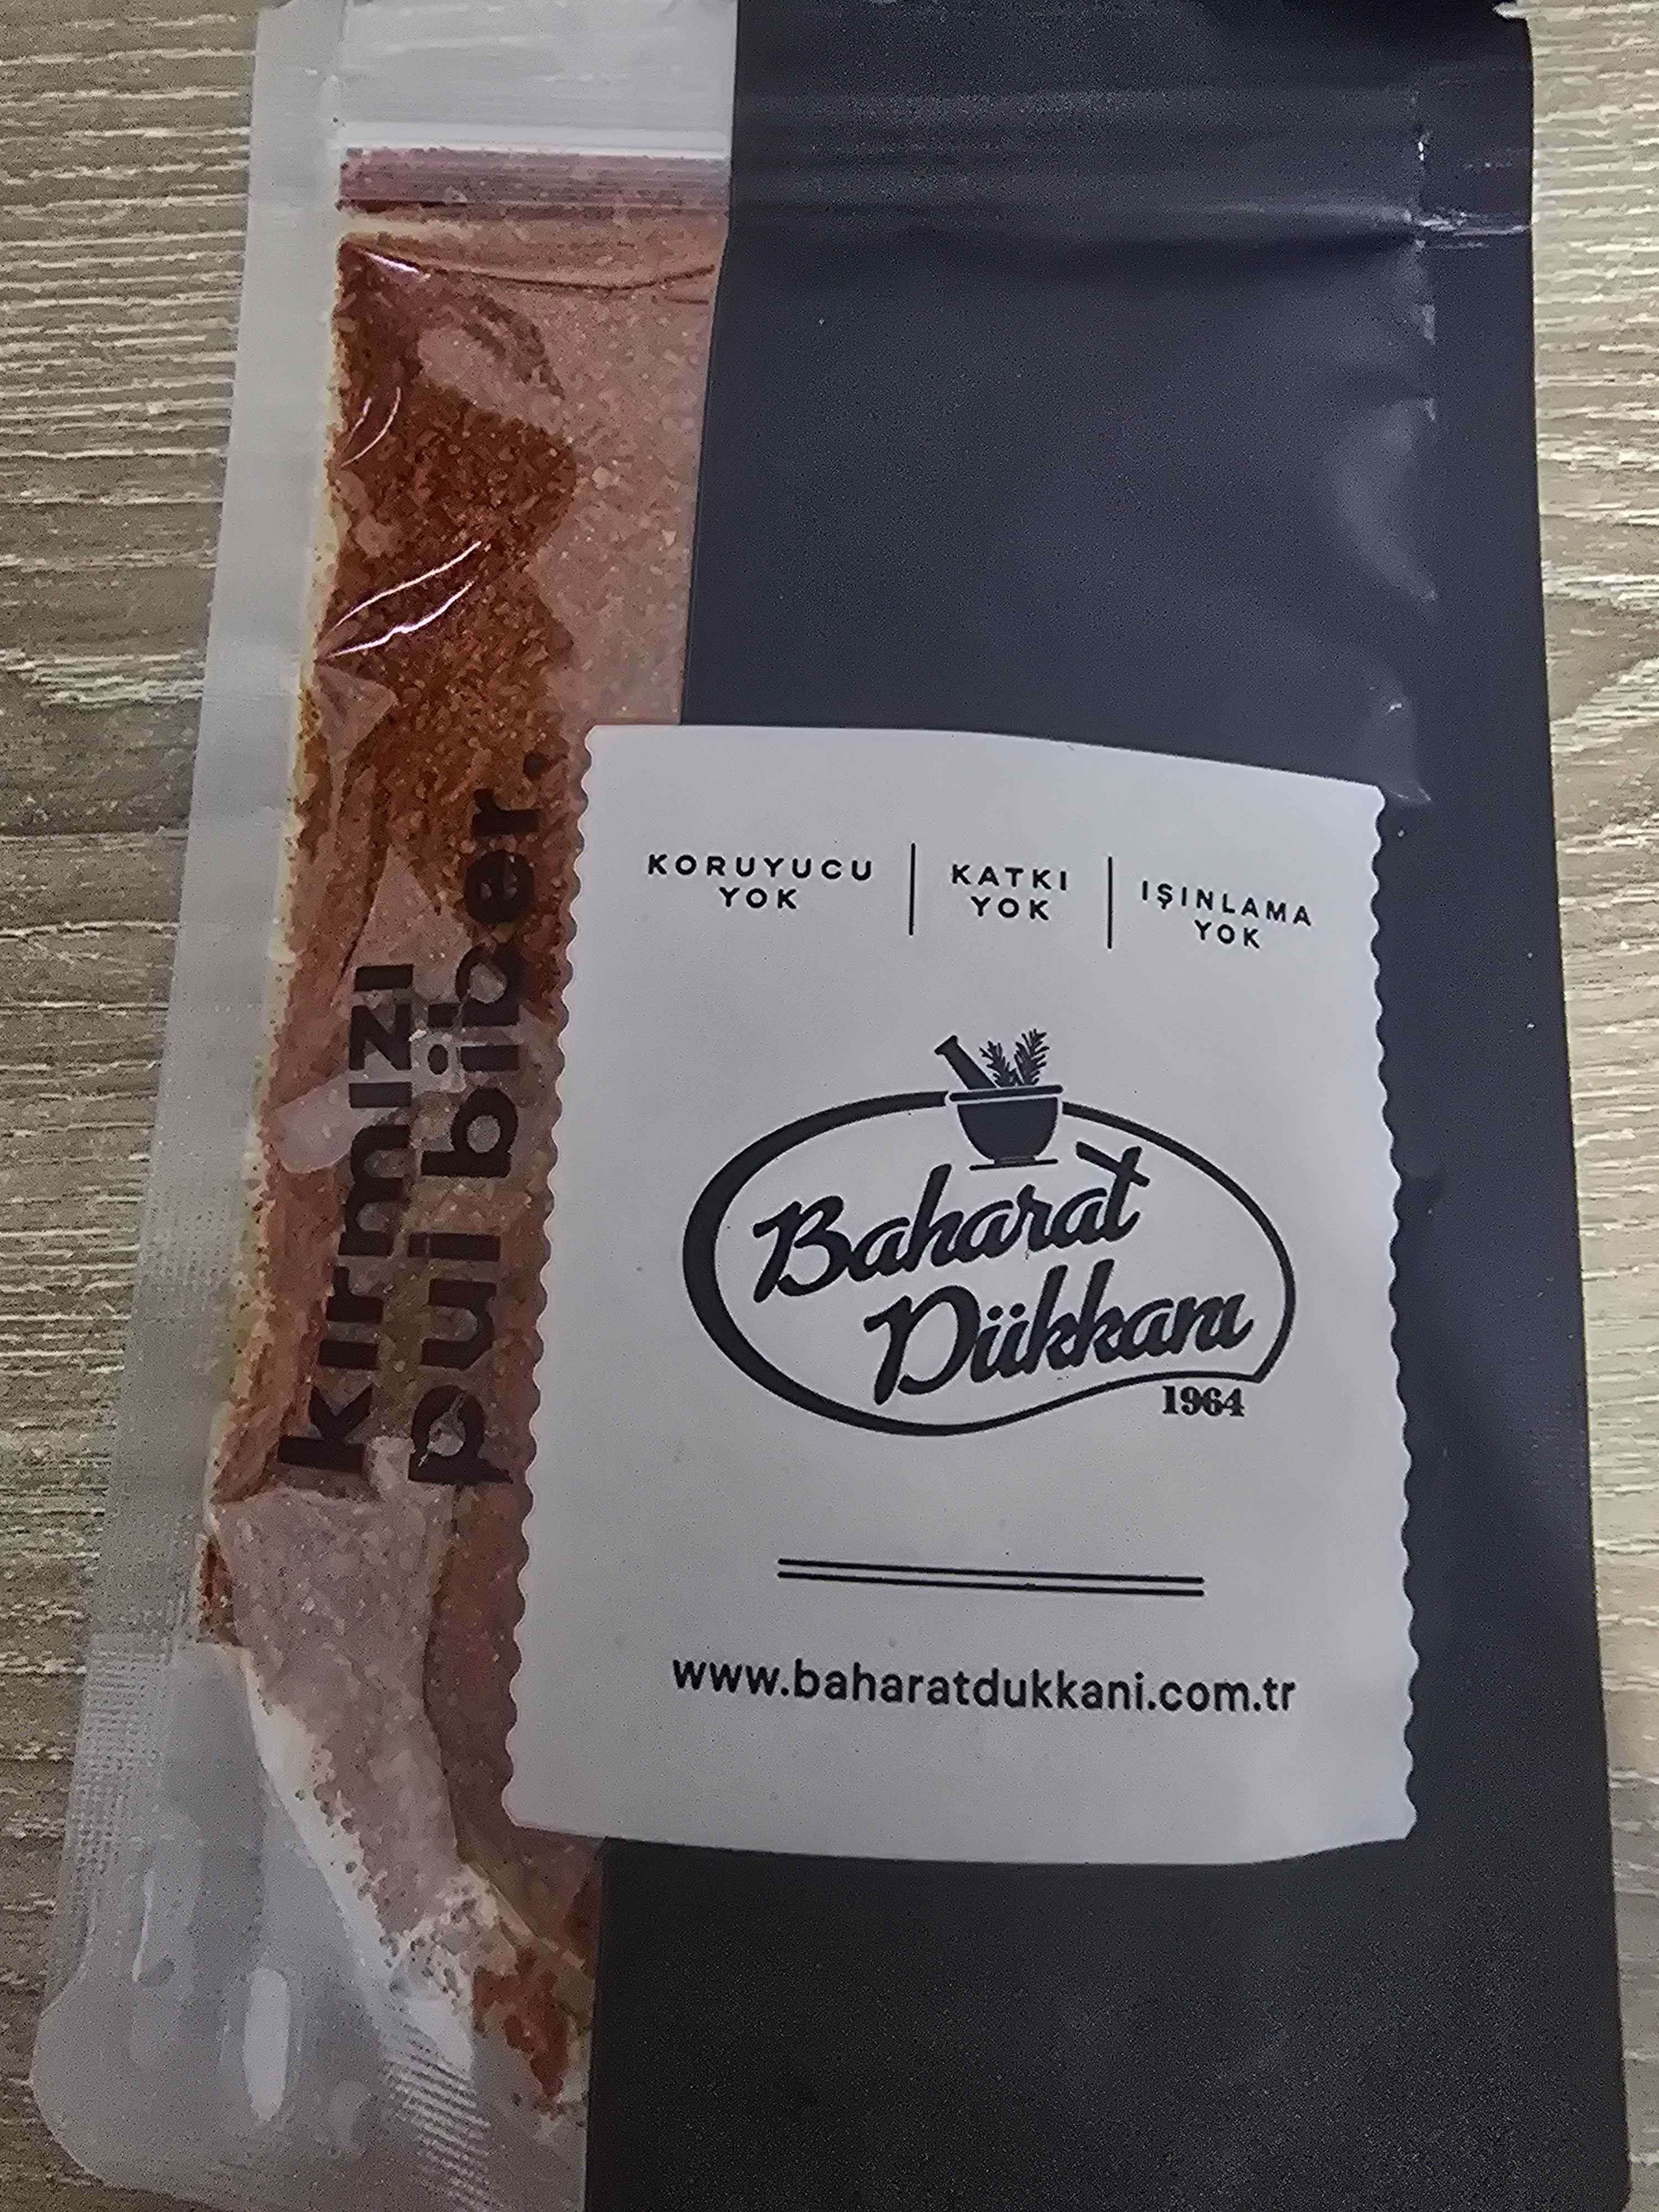 kırmızı
pul biber.
KORUYUCU
YOK
KATKI
YOK
IŞINLAMA
YOK
Baharat
Dükkanı
1964
www.baharatdukkani.com.tr